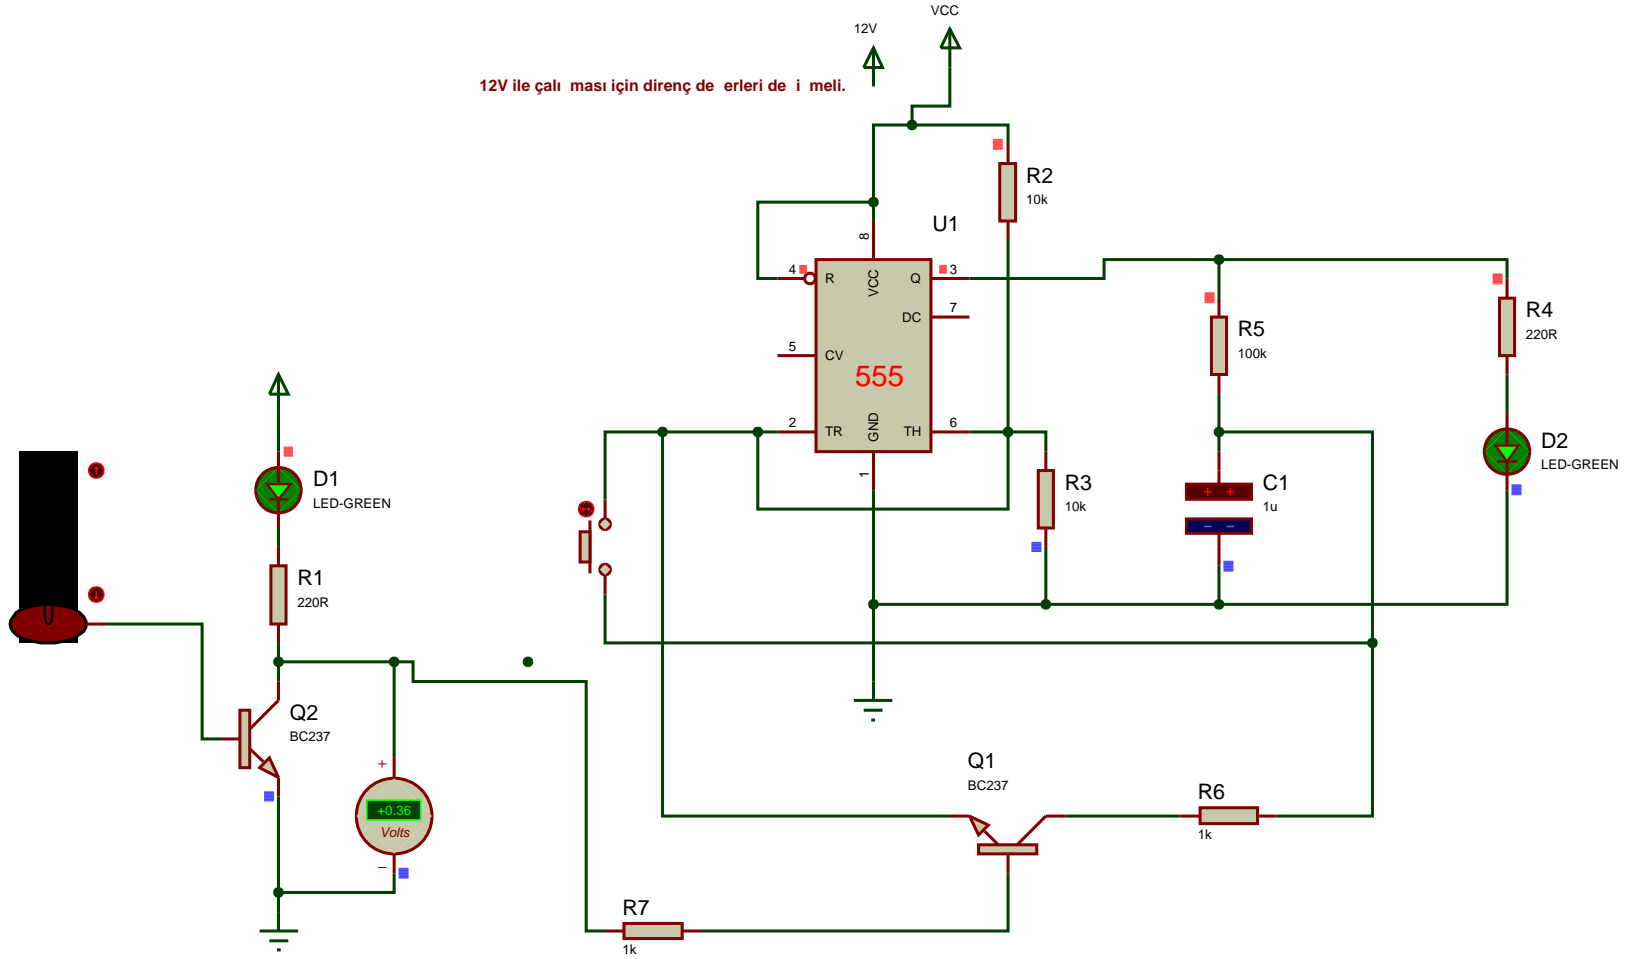 VCC
12V
12V ile çalı ması için direnç de erleri de i meli.
R2
10k
U1
8
4
R
VCC
Q
3
DC
7
5
CV
555
2
TR
GND
TH
6
1
R5
100k
R4
220R
D1
LED-GREEN
R3
10k
C1
1u
D2
LED-GREEN
R1
220R
Q2
BC237
+
+0.36
Volts
−
Q1
BC237
R6
1k
R7
1k